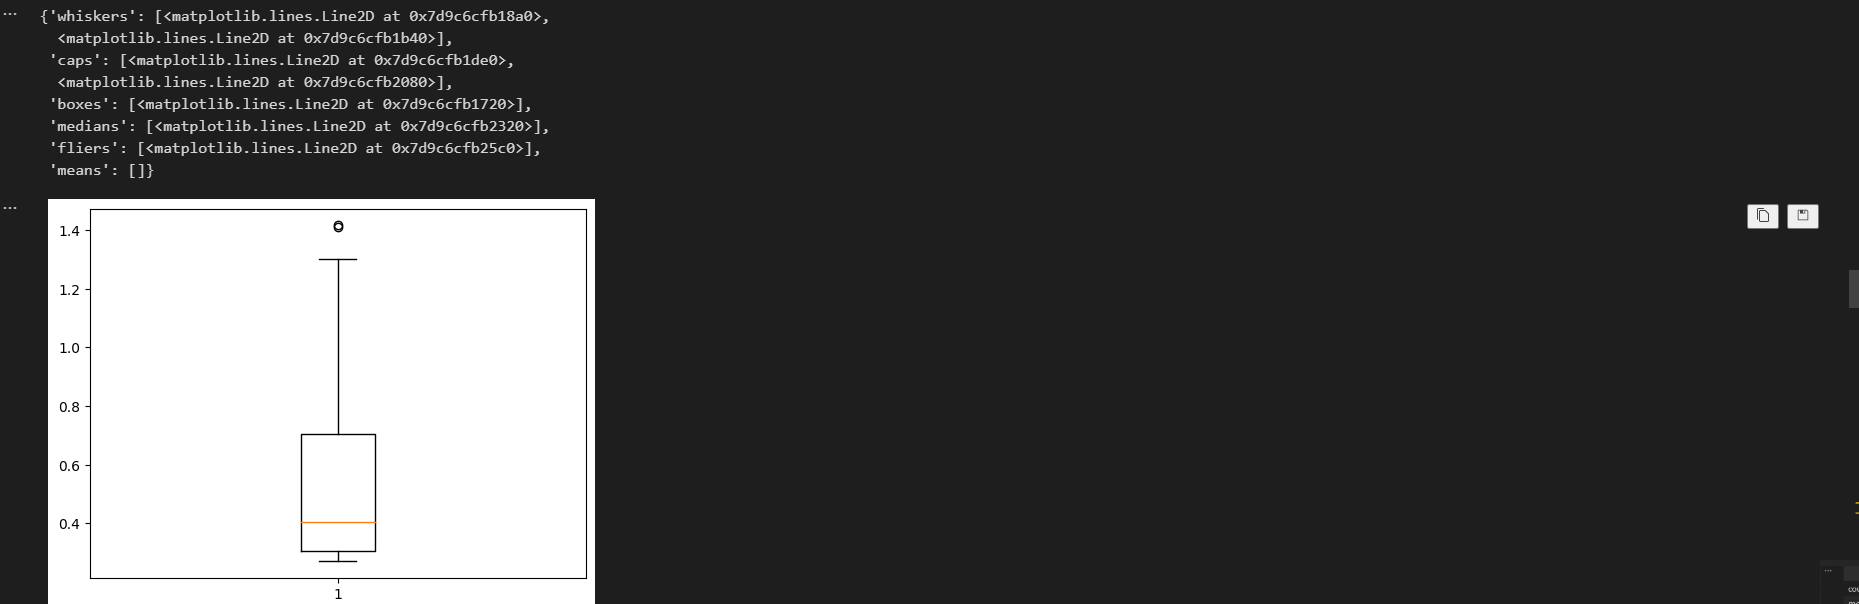 {'whiskers': [<matplotlib.lines.Line2D at 0x7d9c6cfb18a0>,
<matplotlib.lines.Line2D at 0x7d9c6cfb1b40>],
'caps': [<matplotlib.lines.Line2D at 0x7d9c6cfb1de0>,
<matplotlib.lines.Line2D at 0x7d9c6cfb2080>],
'boxes': [<matplotlib.lines.Line2D at 0x7d9c6cfb1720>],
'medians': [<matplotlib.lines.Line2D at 0x7d9c6cfb2320>],
'fliers': [<matplotlib.lines.Line2D at 0x7d9c6cfb25c0>],
'means': []}
1.4
1.2
1.0
0.8
0.6
0.4
1